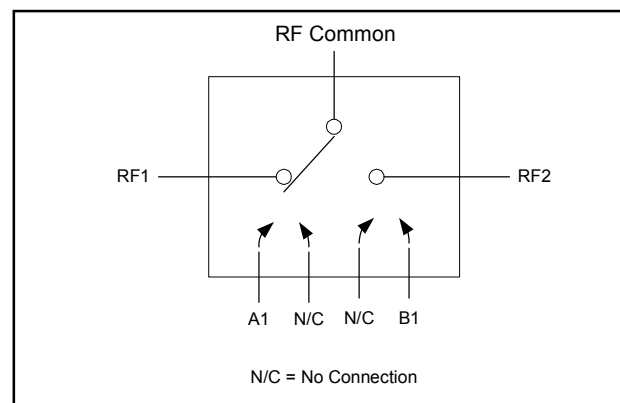 RF Common
RF1
RF2
A1 N/C N/C B1
N/C = No Connection